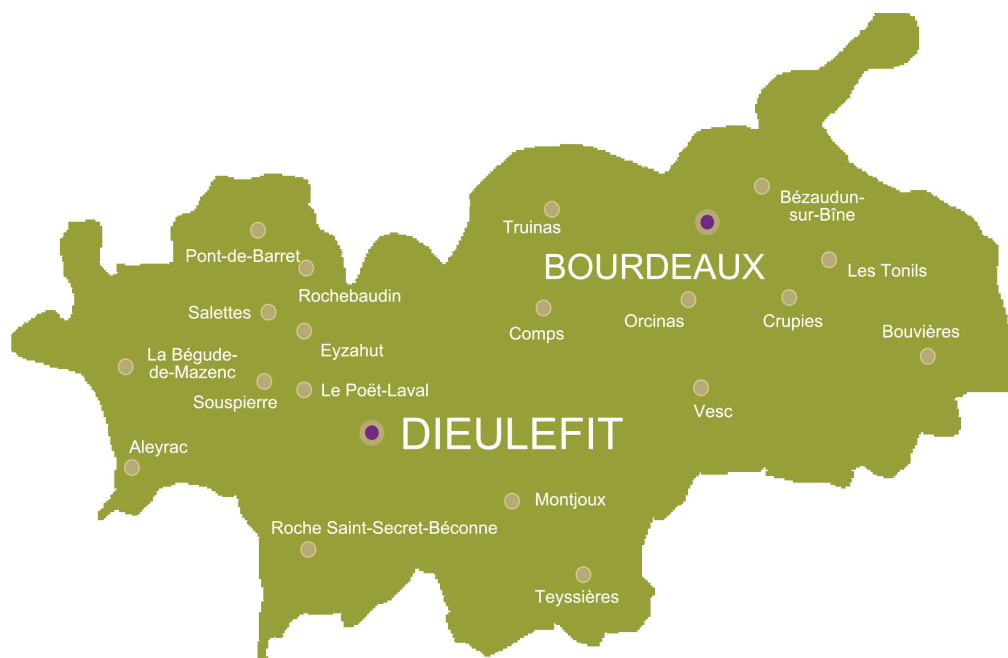 Bézaudun-
sur-Bîne
Truinas
Pont-de-Barret
BOURDEAUX
Les Tonils
Rochebaudin
Salettes
Orcinas
Crupies
Comps
Bouvières
Eyzahut
La Bégude-
de-Mazenc
Le Poët-Laval
Souspierre
Vesc
DIEULEFIT
Aleyrac
Montjoux
Roche Saint-Secret-Béconne
Teyssières